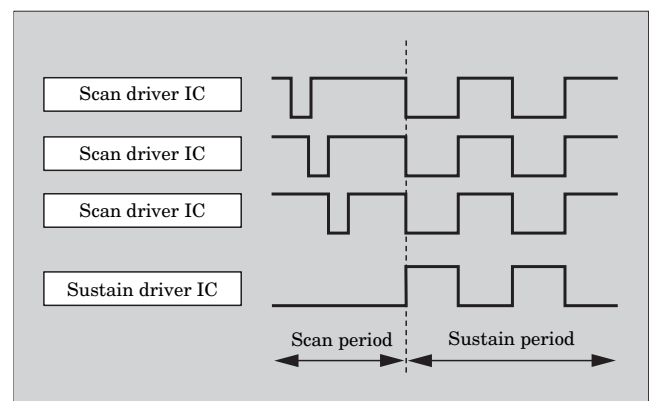 Scan driver IC
Scan driver IC
Scan driver IC
Sustain driver IC
Scan period
Sustain period